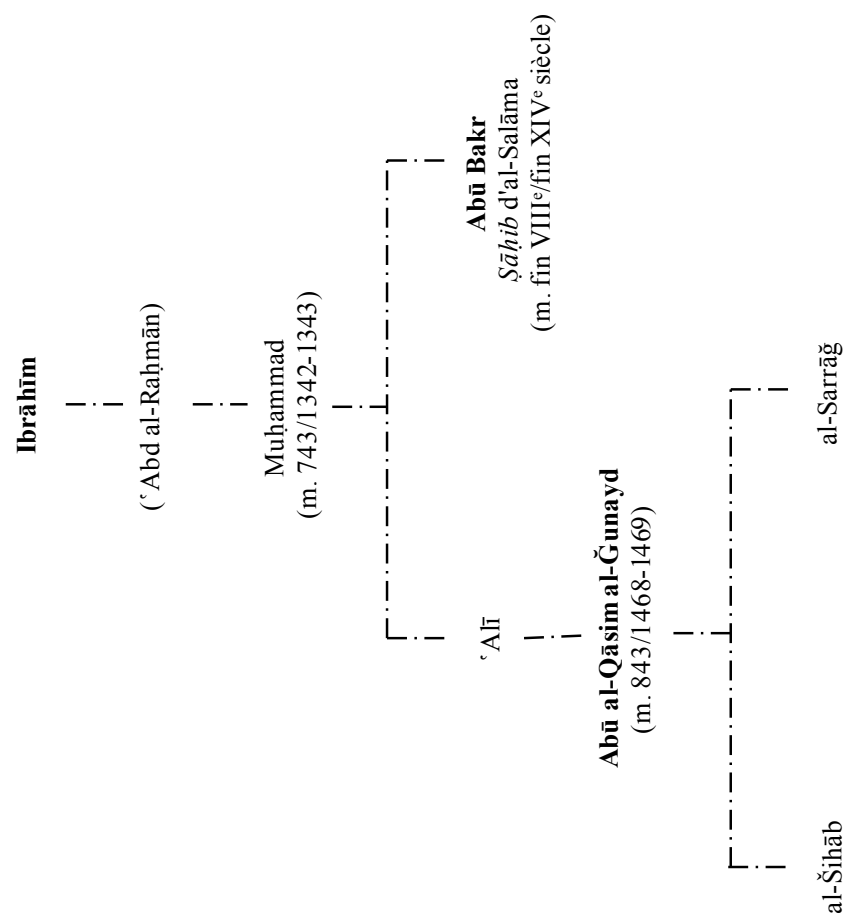 Ibrāhīm
(ʿAbd al-Raḥmān)
Muḥammad
(m. 743/1342-1343)
ʿAlī
Abū Bakr
Ṣāḥib d'al-Salāma
(m. fin VIIIᵉ/fin XIVᵉ siècle)
Abū al-Qāsim al-Ǧunayd
(m. 843/1468-1469)
al-Šihāb
al-Sarrāǧ